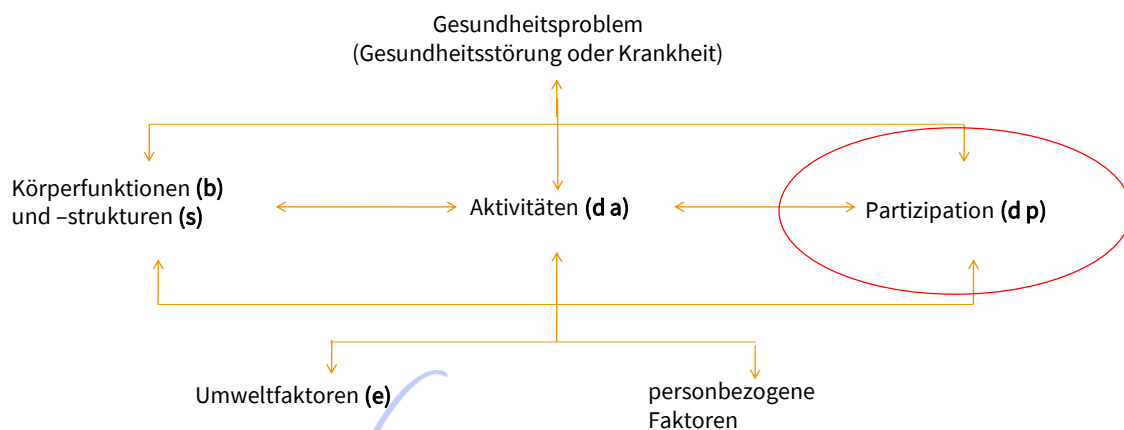 Gesundheitsproblem
(Gesundheitsstörung oder Krankheit)
Körperfunktionen (b)
und –strukturen (s)
Aktivitäten (d a)
Partizipation (d p)
Umweltfaktoren (e)
personbezogene
Faktoren